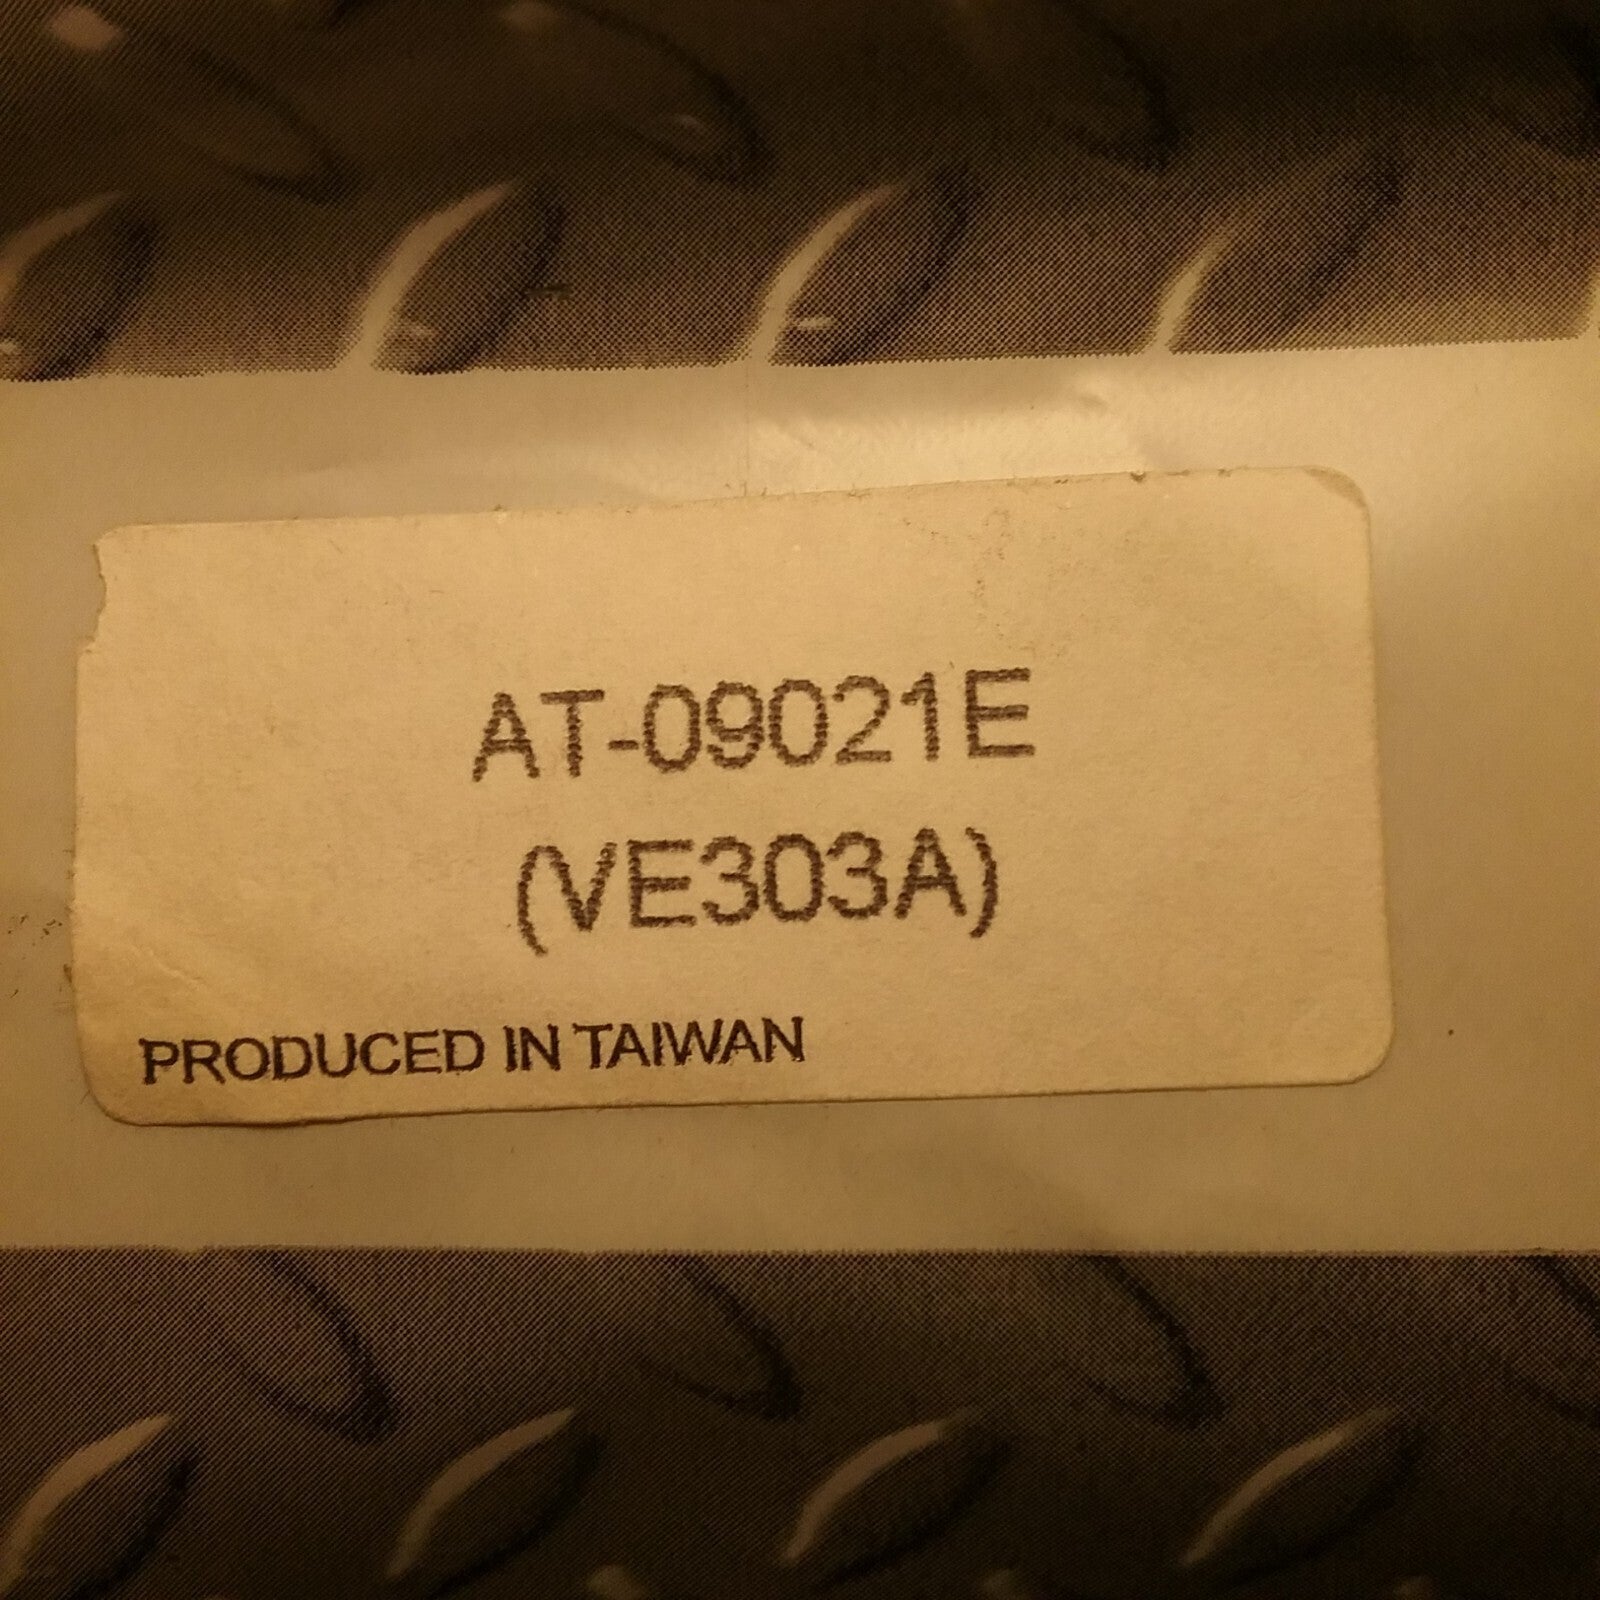 AT-09021E
(VE303A)
PRODUCED IN TAIWAN